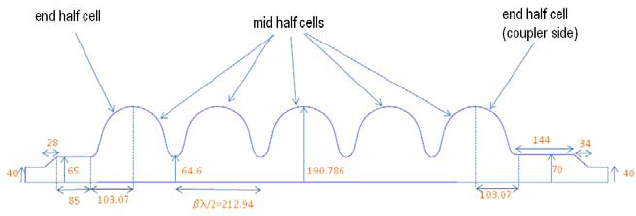 end half cell
mid half cells
end half cell
(coupler side)
28
144
34
40
65
64.6
190.786
70
40
85
103.07
βλ/2=212.94
103.07